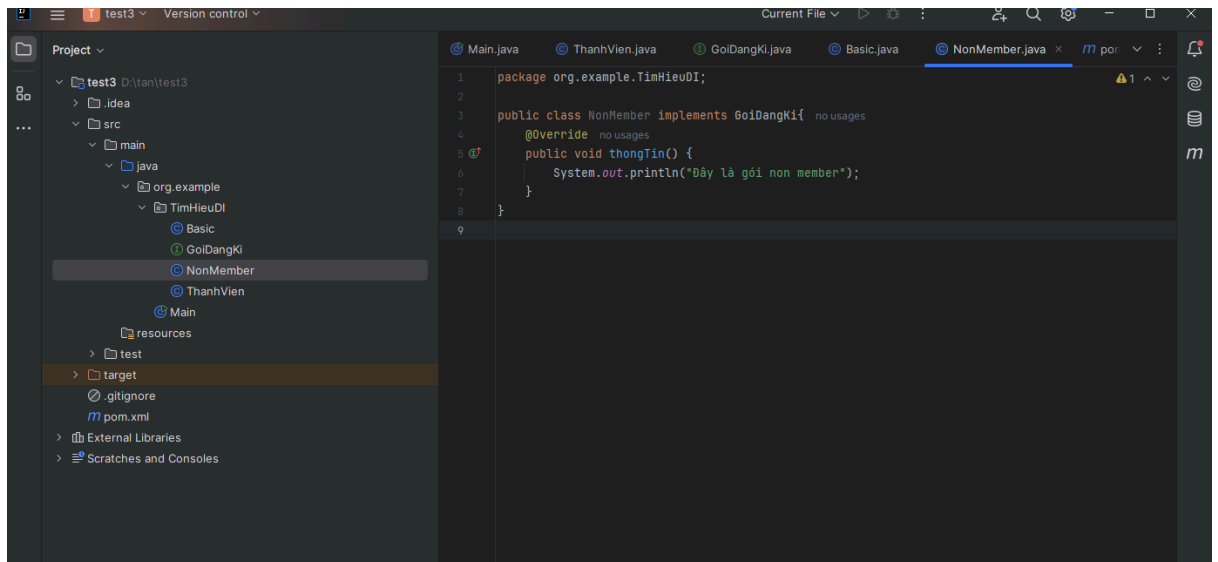 T test3 Version control Current File
Project
Main.java ThanhVien.java GoiDangKi.java Basic.java NonMember.java m pon
test3 D:\tan\test3
.idea
src
main
java
org.example
TimHieuDI
Basic
GoiDangKi
NonMember
ThanhVien
Main
resources
test
target
.gitignore
m pom.xml
External Libraries
Scratches and Consoles
1 package org.example.TimHieuDI; 1
2
3 public class NonMember implements GoiDangKi{ no usages
4 @Override no usages
5 public void thongTin() {
6 System.out.println("Đây là gói non member");
7 }
8 }
9
m